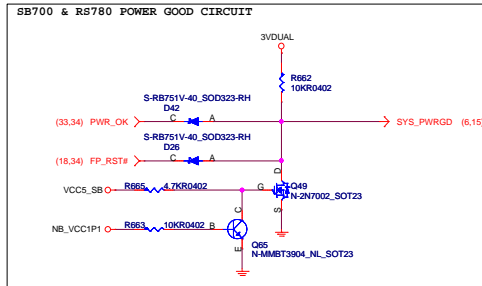 SB700 & RS780 POWER GOOD CIRCUIT
3VDUAL
R662
10KR0402
S-RB751V-40_SOD323-RH
D42
(33,34) PWR_OK
C
A
SYS_PWRGD (6,15)
S-RB751V-40_SOD323-RH
D26
(18,34) FP_RST#
C
A
D
VCC5_SB
R665
4.7KR0402
G
Q49
N-2N7002_SOT23
S
C
NB_VCC1P1
R663
10KR0402
B
E
Q65
N-MMBT3904_NL_SOT23